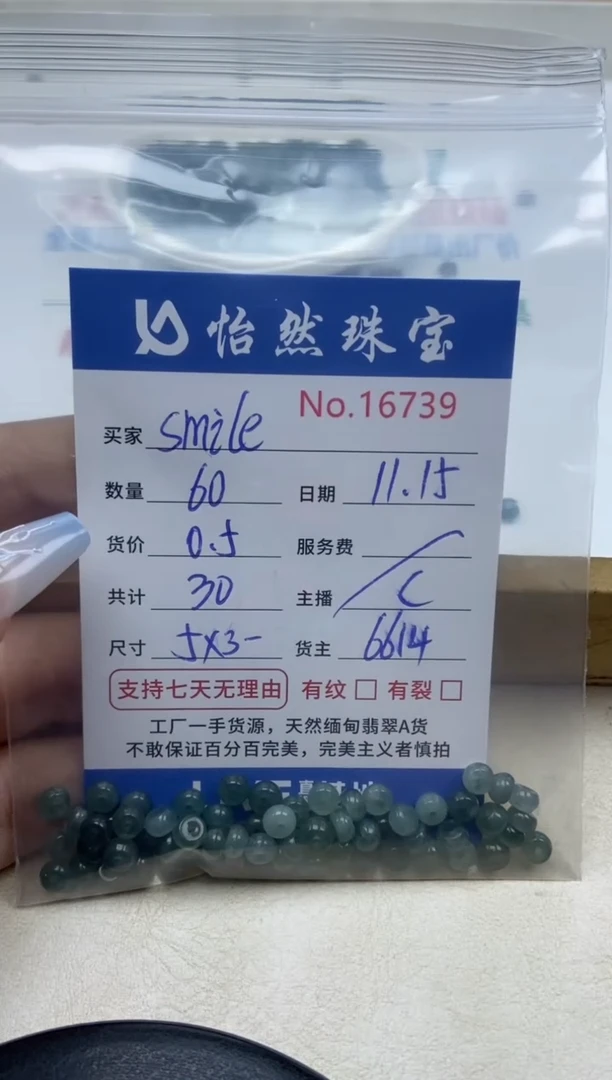 怡然珠宝
No.16739
买家 smile
数量 60 日期 11.15
货价 0.5 服务费 /
共计 30 主播 C
尺寸 5X3- 货主 6614
支持七天无理由 有纹 □ 有裂 □
工厂一手货源，天然缅甸翡翠A货
不敢保证百分百完美，完美主义者慎拍